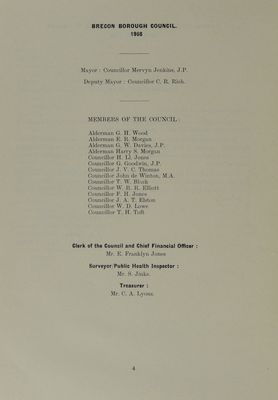 BRECON BOROUGH COUNCIL.
1966
Mayor : Councillor Mervyn Jenkins, J.P.
Deputy Mayor : Councillor C. R. Rich.
MEMBERS OF THE COUNCIL :
Alderman G. H. Wood
Alderman E. R. Morgan
Alderman G. W. Davies, J.P.
Alderman Harry S. Morgan
Councillor H. Ll. Jones
Councillor G. Goodwin, J.P.
Councillor J. V. C. Thomas
Councillor John de Winton, M.A.
Councillor T. W.
Councillor W. R. R. Elliott
Councillor F. H. Jones
Councillor J. A. T. Elston
Councillor W. D. Lowe
Councillor T. H. Toft
Clerk of the Council and Chief Financial Officer :
Mr. E. Franklyn Jones
Surveyor/Public Health Inspector :
Mr. S. Jinks.
Treasurer :
Mr. C. A. Lyons.
4